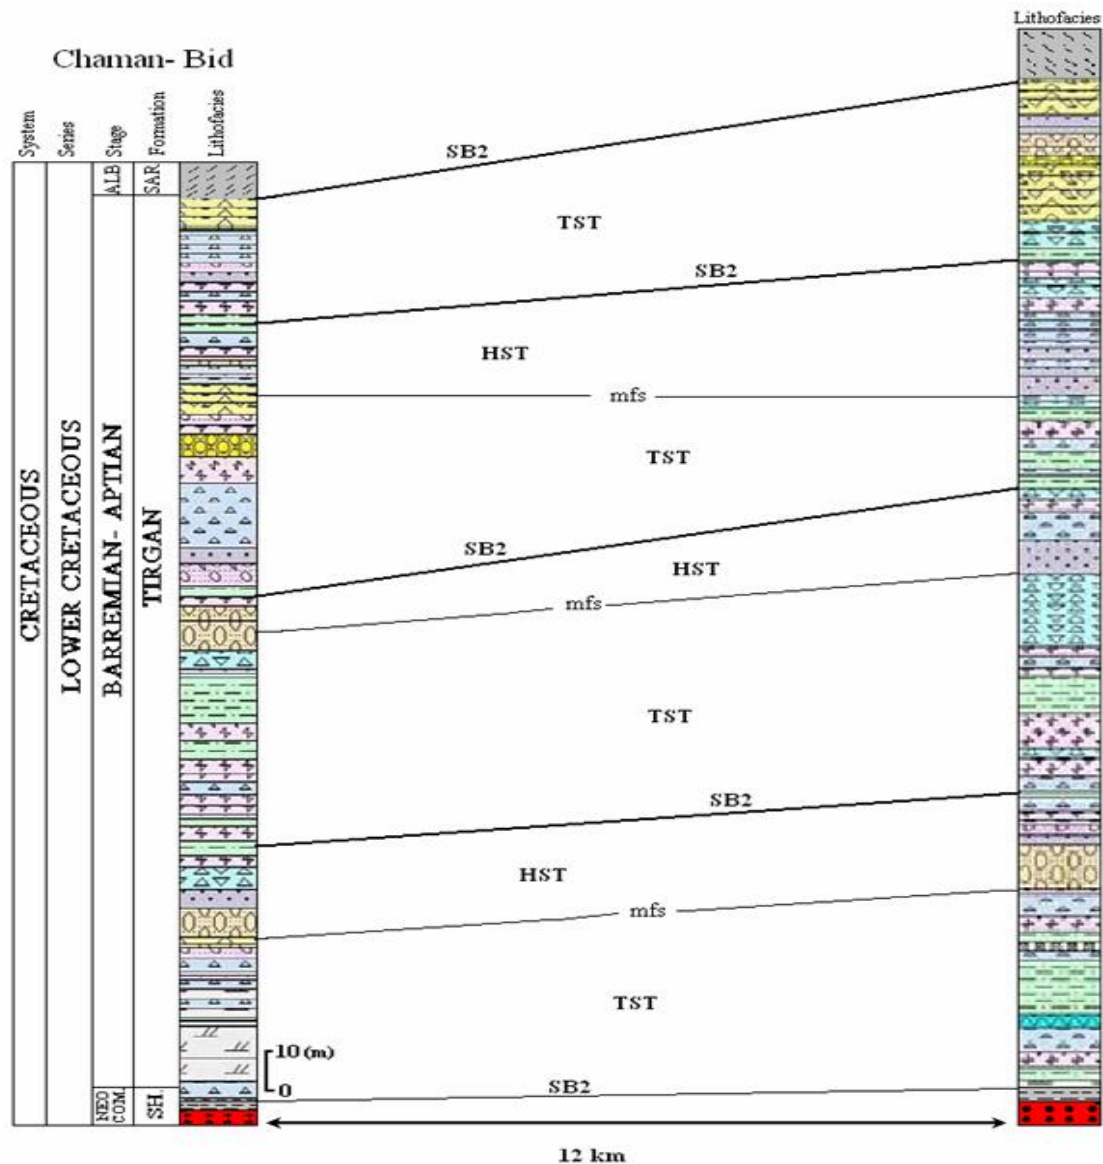 Lithofacies
Chaman- Bid
System
Series
Stage
Formation
Lithofacies
ALB
SAR
SB2
TST
SB2
HST
mfs
TST
SB2
HST
mfs
TST
SB2
HST
mfs
TST
SB2
CRETACEOUS
LOWER CRETACEOUS
BARREMIAN- APTIAN
TIRGAN
10 (m)
0
NEO
COM.
SH.
12 km